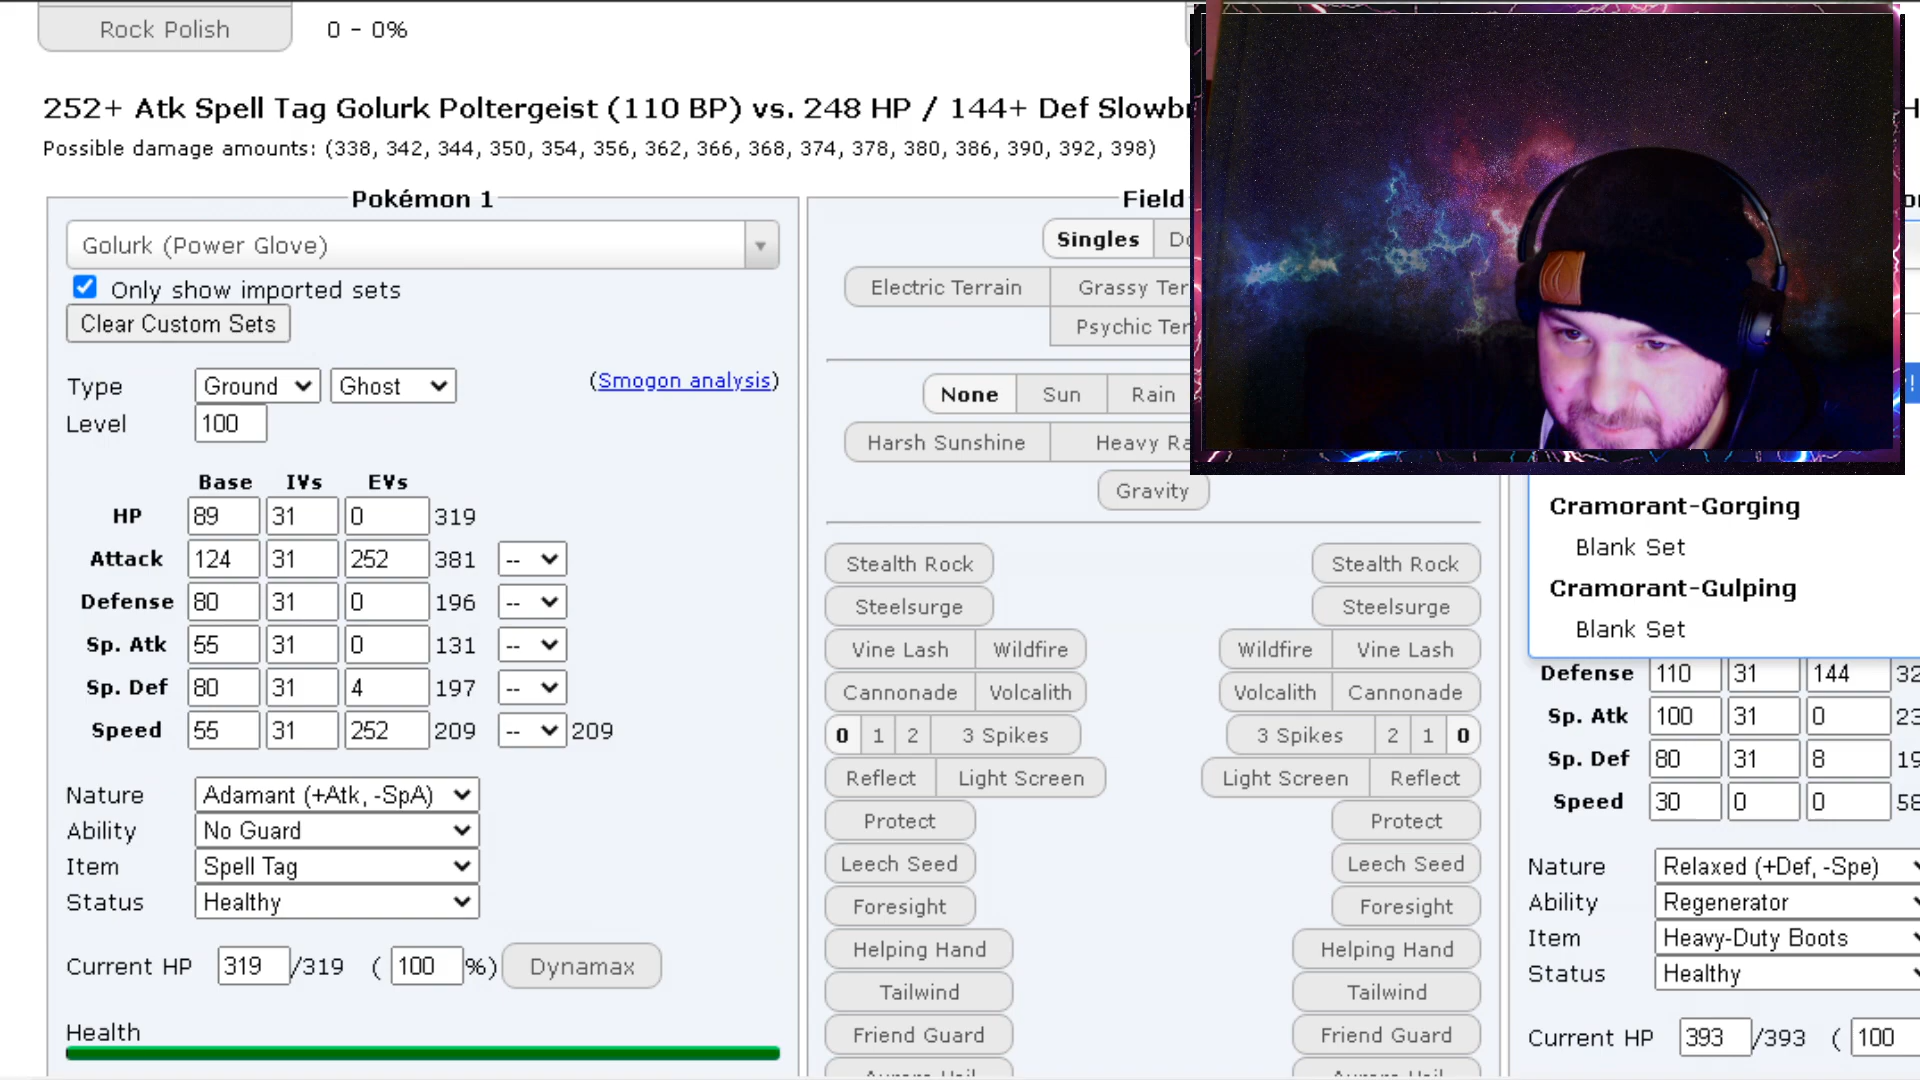 Rock Polish 0 - 0%
252+ Atk Spell Tag Golurk Poltergeist (110 BP) vs. 248 HP / 144+ Def Slowb
Possible damage amounts: (338, 342, 344, 350, 354, 356, 362, 366, 368, 374, 378, 380, 386, 390, 392, 398)
Pokémon 1
Golurk (Power Glove)
Only show imported sets
Clear Custom Sets
Type Ground Ghost (Smogon analysis)
Level 100
Base IVs EVs
HP 89 31 0 319
Attack 124 31 252 381 --
Defense 80 31 0 196 --
Sp. Atk 55 31 0 131 --
Sp. Def 80 31 4 197 --
Speed 55 31 252 209 -- 209
Nature Adamant (+Atk, -SpA)
Ability No Guard
Item Spell Tag
Status Healthy
Current HP 319 /319 ( 100 %) Dynamax
Health
Field
Singles Do
Electric Terrain Grassy Ter
Psychic Ter
None Sun Rain
Harsh Sunshine Heavy Ra
Gravity
Stealth Rock Stealth Rock
Steelsurge Steelsurge
Vine Lash Wildfire Wildfire Vine Lash
Cannonade Volcalith Volcalith Cannonade
0 1 2 3 Spikes 3 Spikes 2 1 0
Reflect Light Screen Light Screen Reflect
Protect Protect
Leech Seed Leech Seed
Foresight Foresight
Helping Hand Helping Hand
Tailwind Tailwind
Friend Guard Friend Guard
Cramorant-Gorging
Blank Set
Cramorant-Gulping
Blank Set
Defense 110 31 144 32
Sp. Atk 100 31 0 23
Sp. Def 80 31 8 19
Speed 30 0 0 58
Nature Relaxed (+Def, -Spe)
Ability Regenerator
Item Heavy-Duty Boots
Status Healthy
Current HP 393 /393 ( 100